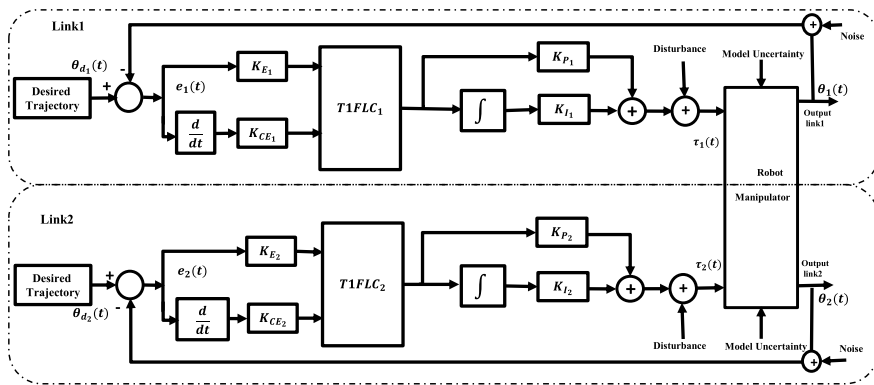 Link1
Noise
θd1(t)
-
+
Desired
Trajectory
e1(t)
KE1
d
dt
KCE1
T1FLC1
KP1
∫
KI1
+
Disturbance
+
Model Uncertainty
τ1(t)
+
θ1(t)
Output
link1
Robot
Manipulator
Link2
Desired
Trajectory
+
θd2(t)
-
e2(t)
KE2
d
dt
KCE2
T1FLC2
KP2
∫
KI2
+
+
τ2(t)
Output
link2
θ2(t)
Disturbance
Model Uncertainty
Noise
+